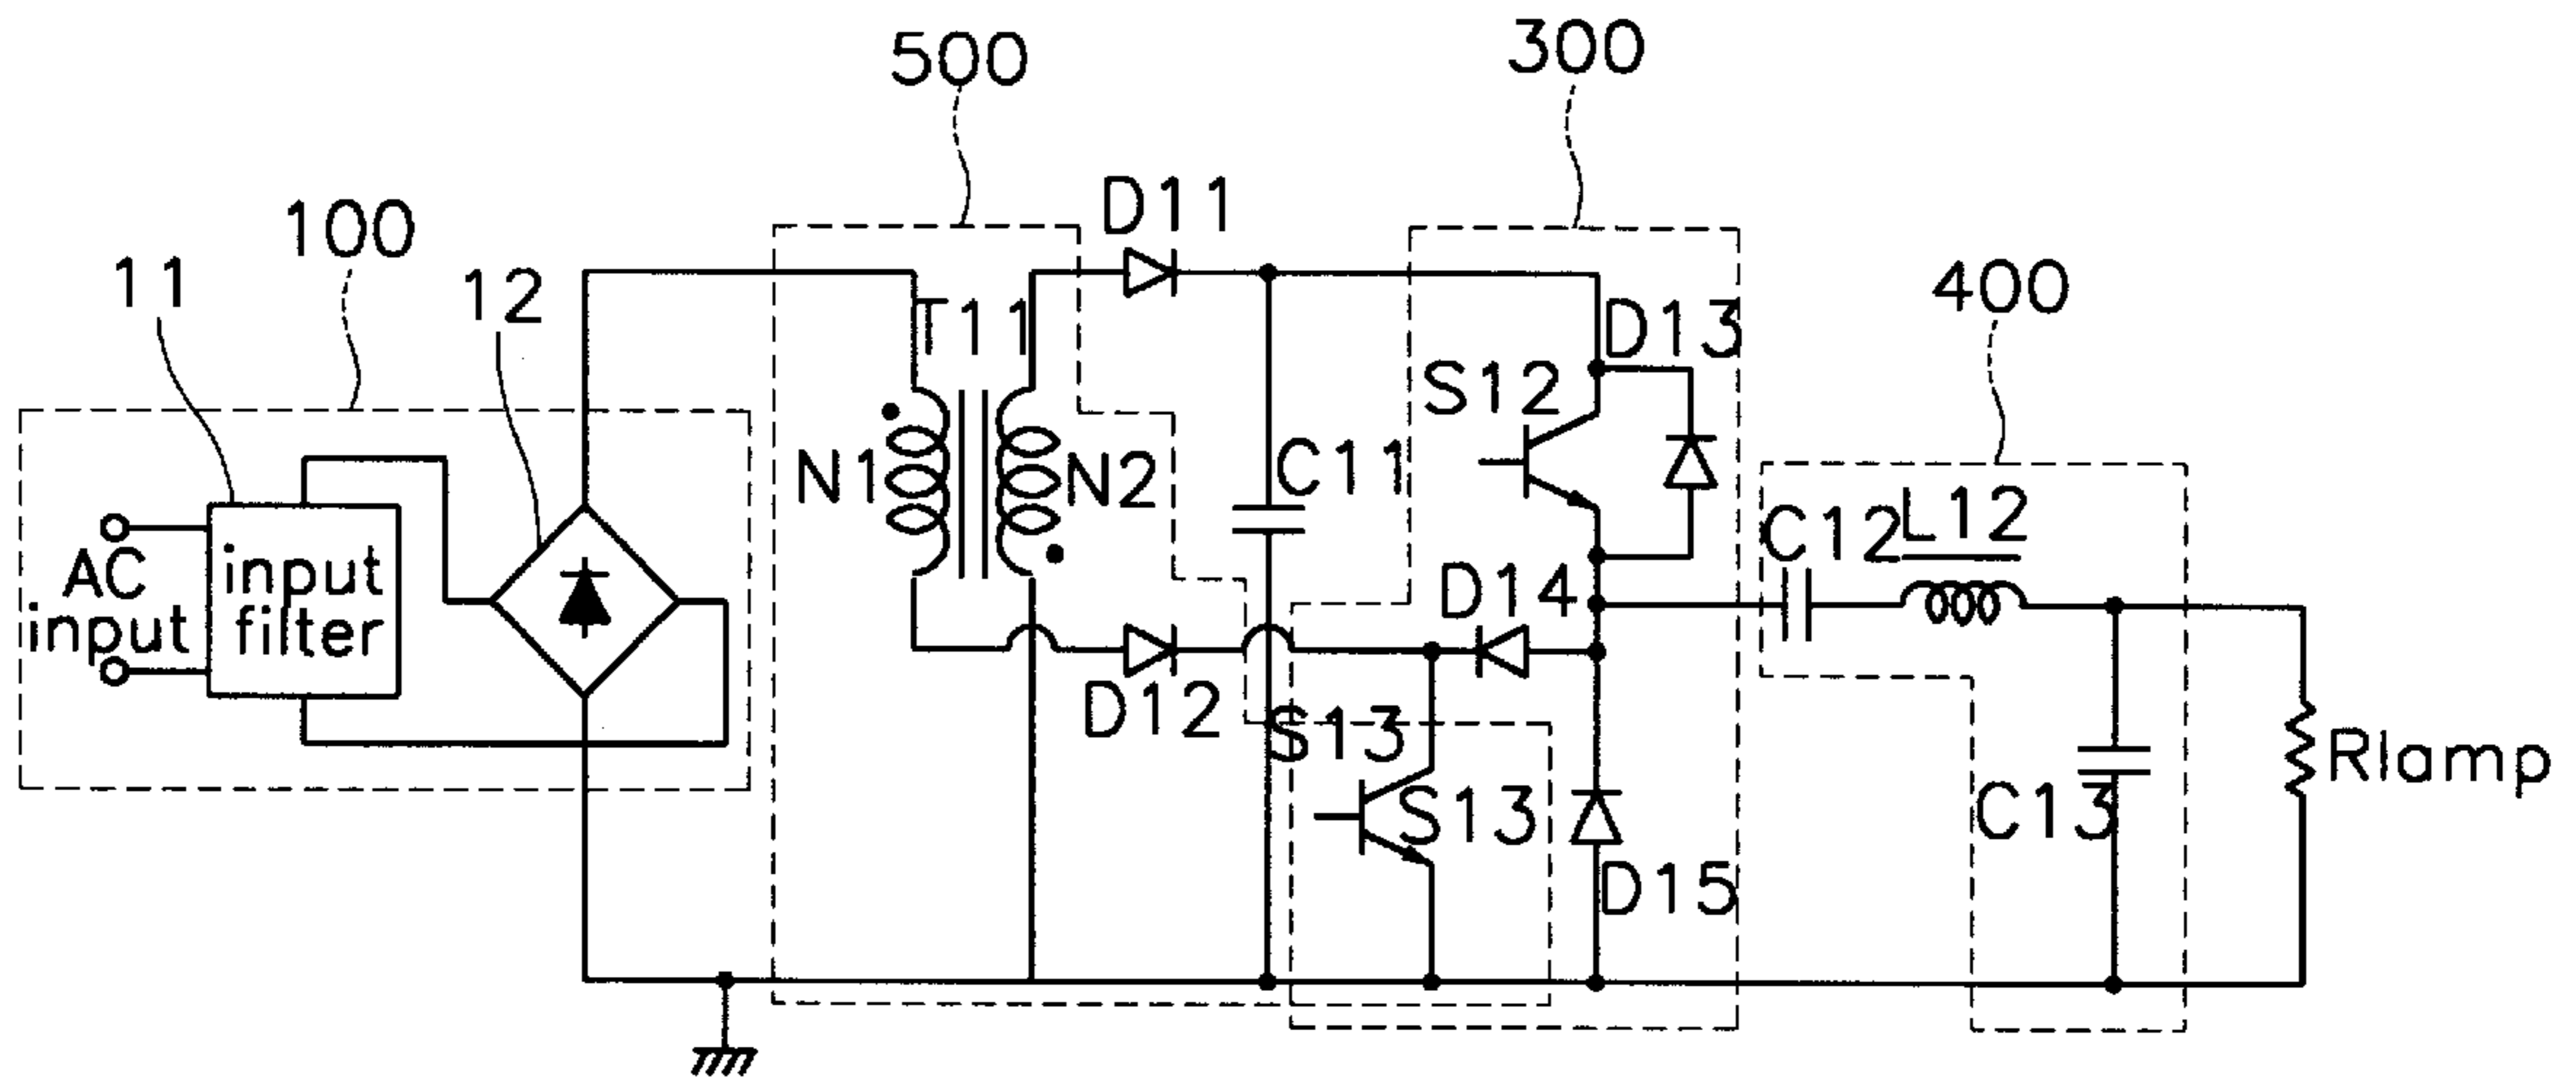 500
300
100
11
12
D11
T11
D13
S12
400
N1
N2
C11
C12
L12
AC
input
input
filter
D14
D12
S13
S13
Rlamp
C13
D15